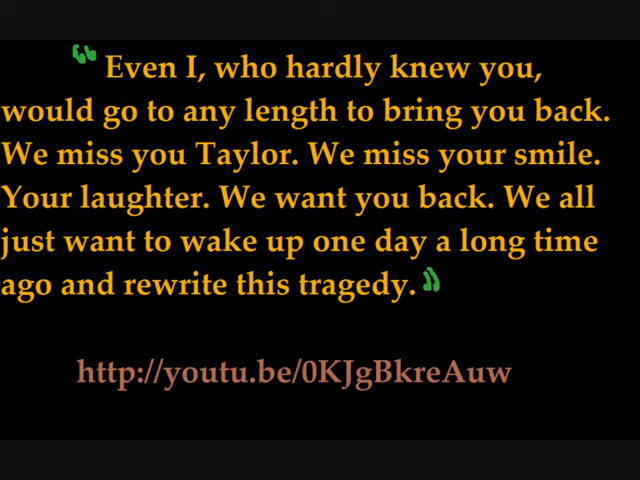 “ Even I, who hardly knew you,
would go to any length to bring you back.
We miss you Taylor. We miss your smile.
Your laughter. We want you back. We all
just want to wake up one day a long time
ago and rewrite this tragedy. ”
http://youtu.be/0KJgBkreAuw